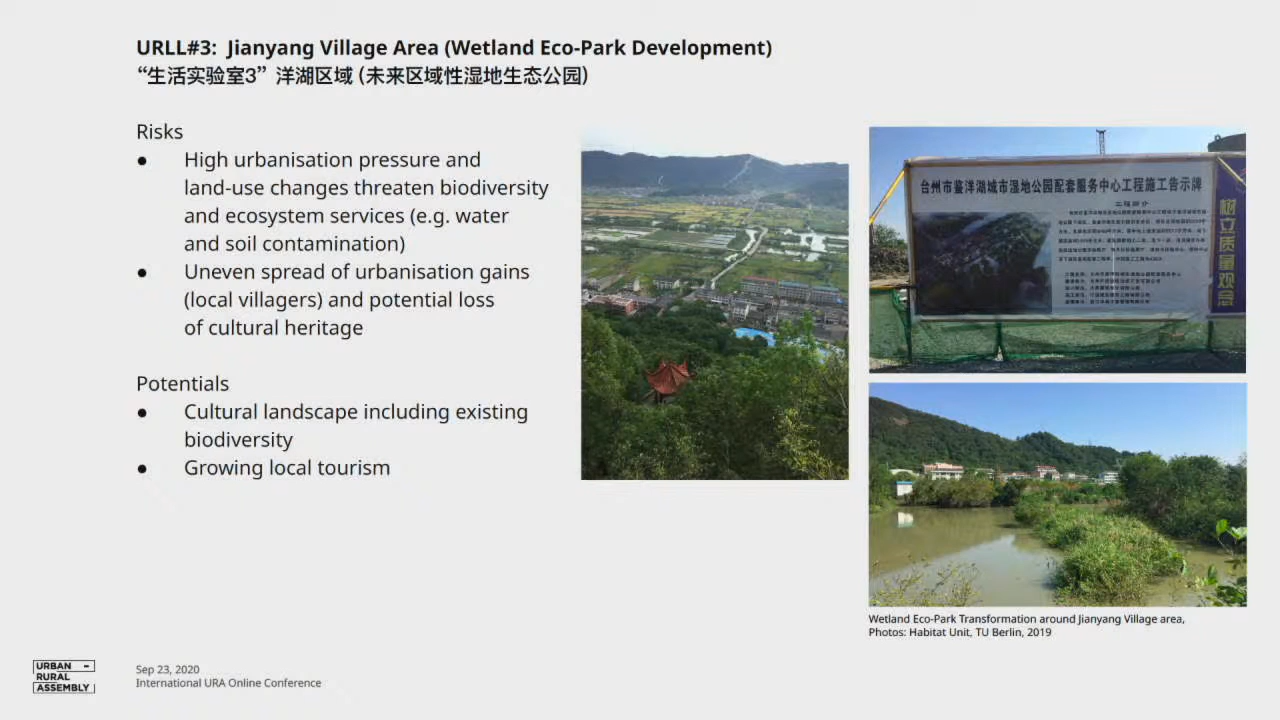 URLL#3: Jianyang Village Area (Wetland Eco-Park Development)
“生活实验室3” 洋湖区域 (未来区域性湿地生态公园)
Risks
● High urbanisation pressure and
land-use changes threaten biodiversity
and ecosystem services (e.g. water
and soil contamination)
● Uneven spread of urbanisation gains
(local villagers) and potential loss
of cultural heritage
Potentials
● Cultural landscape including existing
biodiversity
● Growing local tourism
台州市鉴洋湖城市湿地公园配套服务中心工程施工告示牌
工程简介
树立质量观念
Wetland Eco-Park Transformation around Jianyang Village area,
Photos: Habitat Unit, TU Berlin, 2019
URBAN –
RURAL
ASSEMBLY
Sep 23, 2020
International URA Online Conference